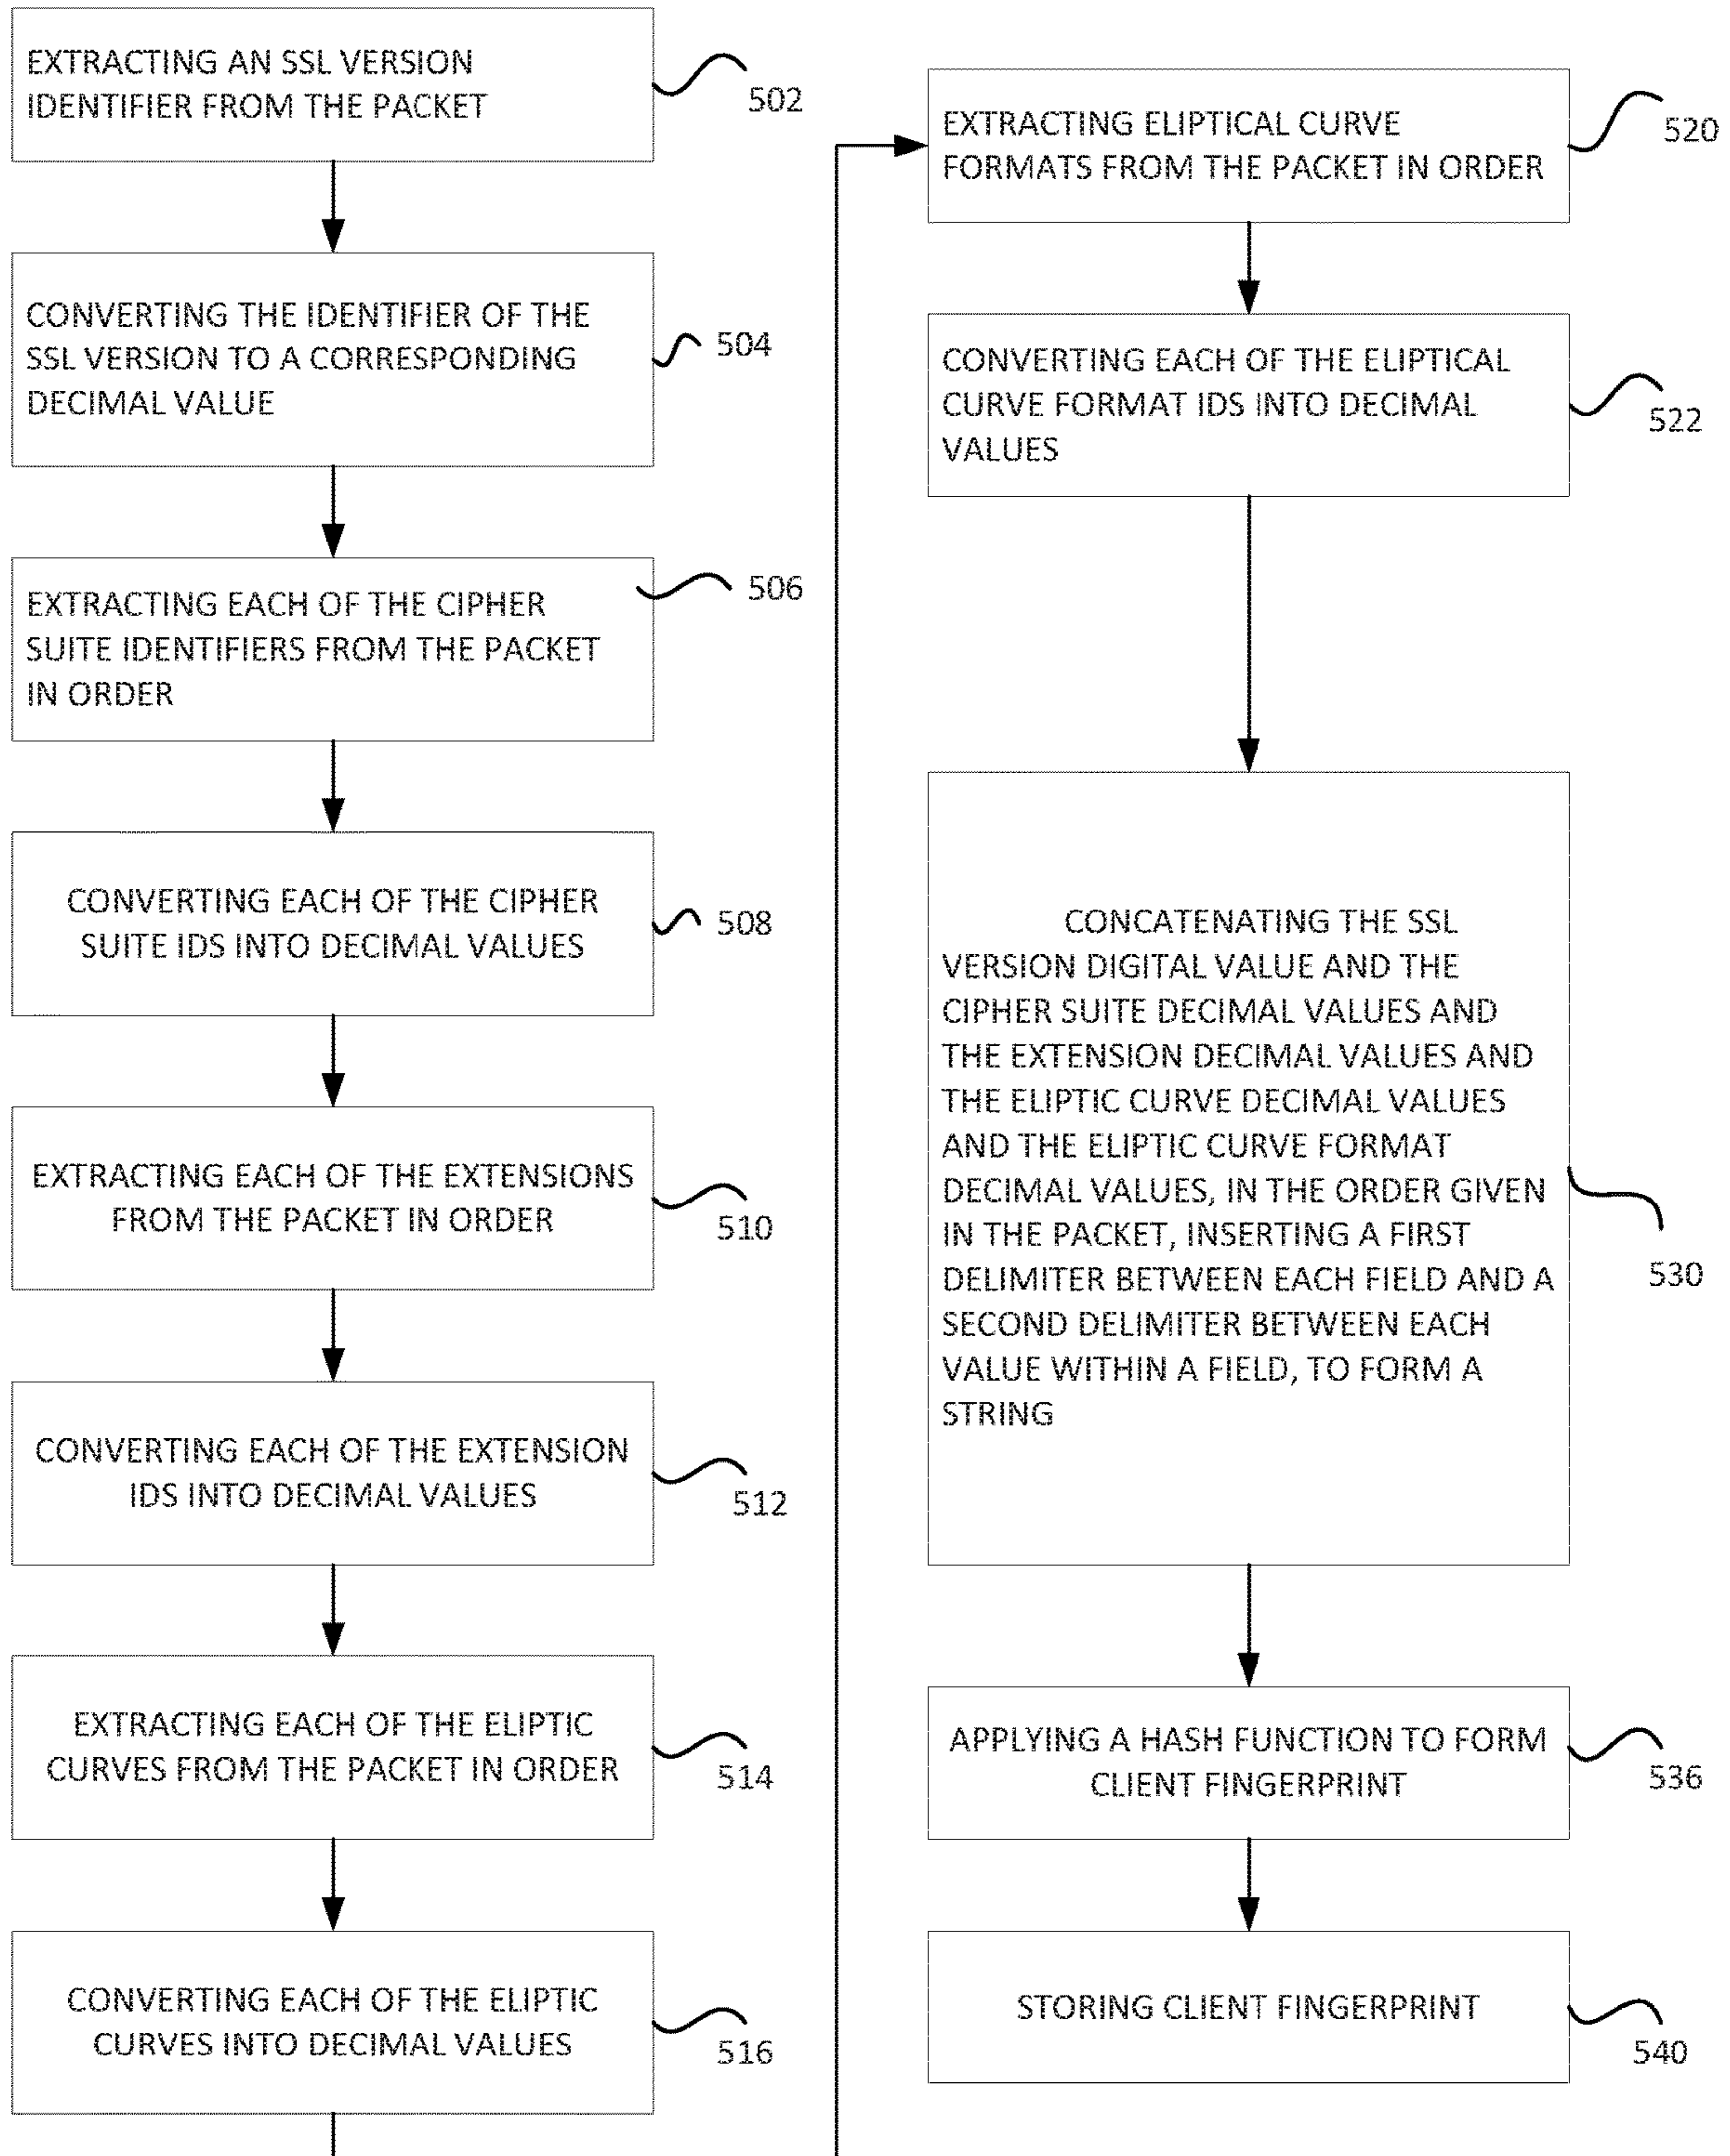 EXTRACTING AN SSL VERSION
IDENTIFIER FROM THE PACKET
502
CONVERTING THE IDENTIFIER OF THE
SSL VERSION TO A CORRESPONDING
DECIMAL VALUE
504
EXTRACTING EACH OF THE CIPHER
SUITE IDENTIFIERS FROM THE PACKET
IN ORDER
506
CONVERTING EACH OF THE CIPHER
SUITE IDS INTO DECIMAL VALUES
508
EXTRACTING EACH OF THE EXTENSIONS
FROM THE PACKET IN ORDER
510
CONVERTING EACH OF THE EXTENSION
IDS INTO DECIMAL VALUES
512
EXTRACTING EACH OF THE ELIPTIC
CURVES FROM THE PACKET IN ORDER
514
CONVERTING EACH OF THE ELIPTIC
CURVES INTO DECIMAL VALUES
516
EXTRACTING ELIPTICAL CURVE
FORMATS FROM THE PACKET IN ORDER
520
CONVERTING EACH OF THE ELIPTICAL
CURVE FORMAT IDS INTO DECIMAL
VALUES
522
CONCATENATING THE SSL
VERSION DIGITAL VALUE AND THE
CIPHER SUITE DECIMAL VALUES AND
THE EXTENSION DECIMAL VALUES AND
THE ELIPTIC CURVE DECIMAL VALUES
AND THE ELIPTIC CURVE FORMAT
DECIMAL VALUES, IN THE ORDER GIVEN
IN THE PACKET, INSERTING A FIRST
DELIMITER BETWEEN EACH FIELD AND A
SECOND DELIMITER BETWEEN EACH
VALUE WITHIN A FIELD, TO FORM A
STRING
530
APPLYING A HASH FUNCTION TO FORM
CLIENT FINGERPRINT
536
STORING CLIENT FINGERPRINT
540